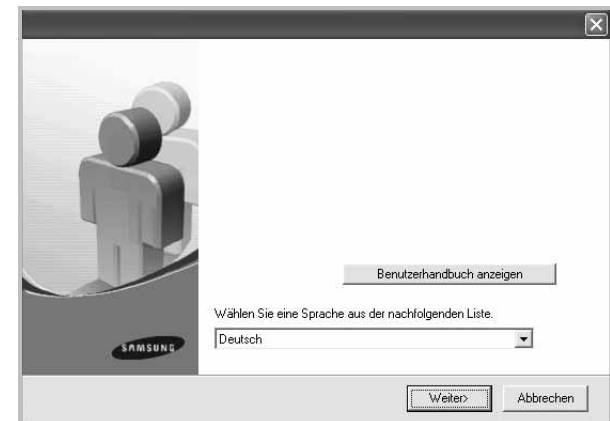 Benutzerhandbuch anzeigen
Wählen Sie eine Sprache aus der nachfolgenden Liste.
Deutsch
SAMSUNG
Weiter>
Abbrechen